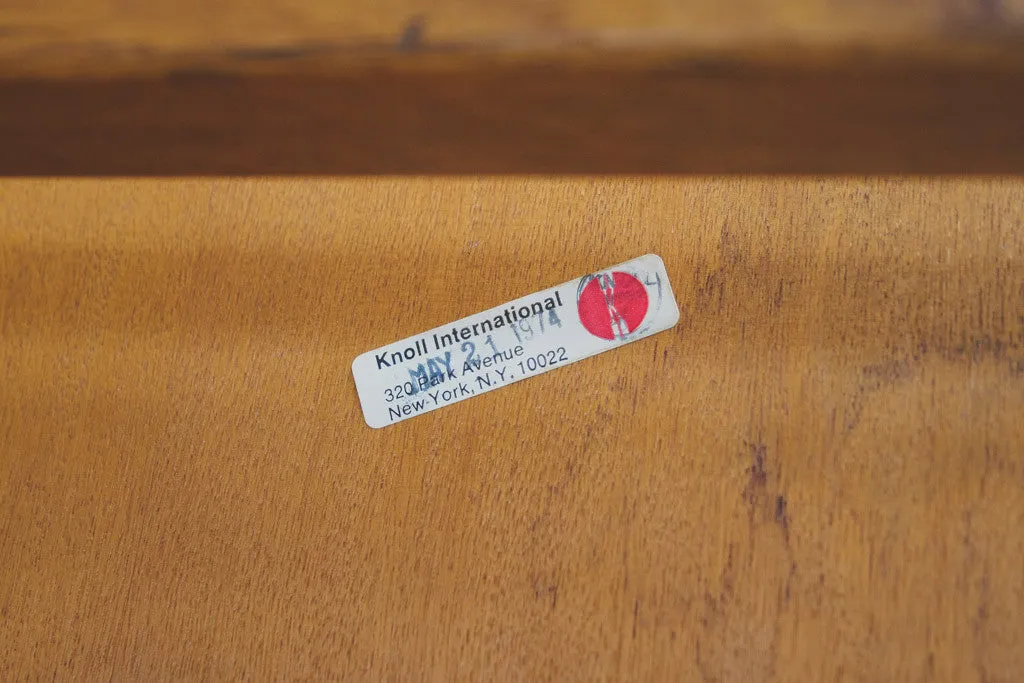 Knoll International
MAY 21 1974
320 Park Avenue
New York, N.Y. 10022